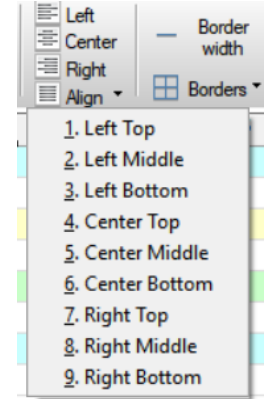 Left
Center
Right
Align
Border
width
Borders
1. Left Top
2. Left Middle
3. Left Bottom
4. Center Top
5. Center Middle
6. Center Bottom
7. Right Top
8. Right Middle
9. Right Bottom